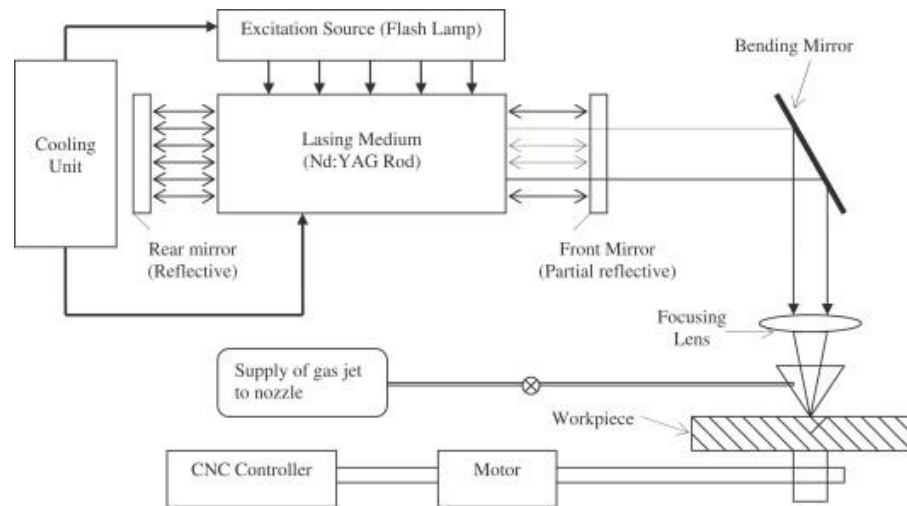 Excitation Source (Flash Lamp)
Bending Mirror
Cooling
Unit
Lasing Medium
(Nd:YAG Rod)
Rear mirror
(Reflective)
Front Mirror
(Partial reflective)
Focusing
Lens
Supply of gas jet
to nozzle
Workpiece
CNC Controller
Motor